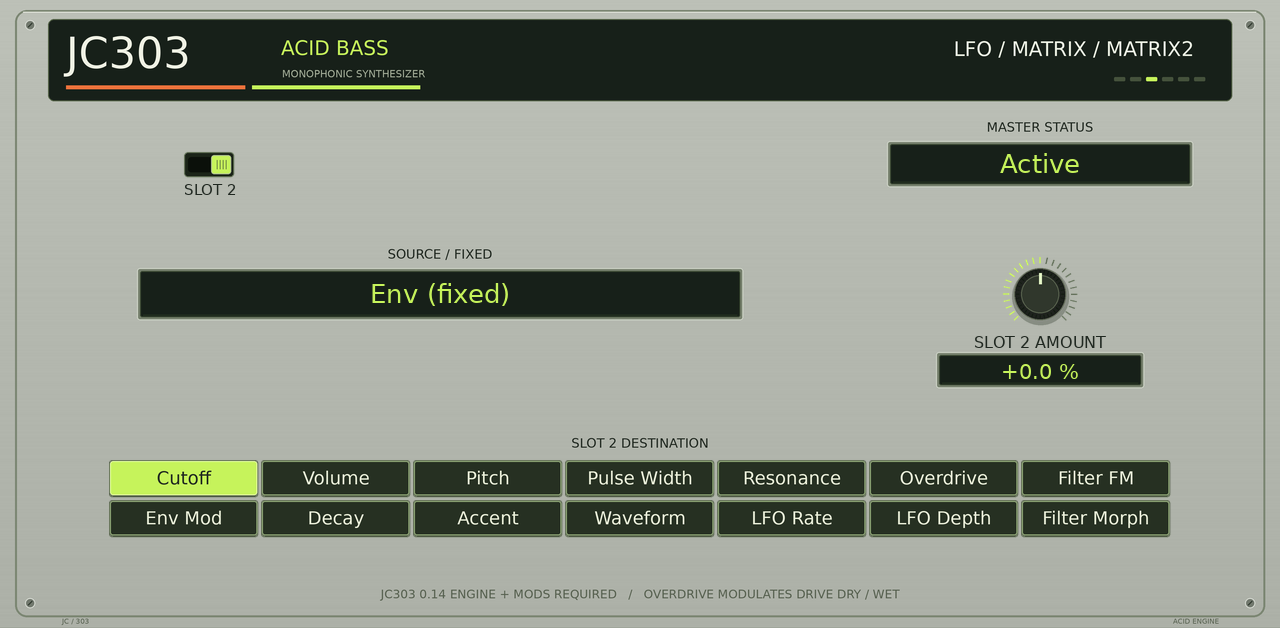 JC303
ACID BASS
MONOPHONIC SYNTHESIZER
LFO / MATRIX / MATRIX2
MASTER STATUS
Active
SLOT 2
SOURCE / FIXED
Env (fixed)
SLOT 2 AMOUNT
+0.0 %
SLOT 2 DESTINATION
Cutoff Volume Pitch Pulse Width Resonance Overdrive Filter FM
Env Mod Decay Accent Waveform LFO Rate LFO Depth Filter Morph
JC303 0.14 ENGINE + MODS REQUIRED / OVERDRIVE MODULATES DRIVE DRY / WET
JC / 303
ACID ENGINE